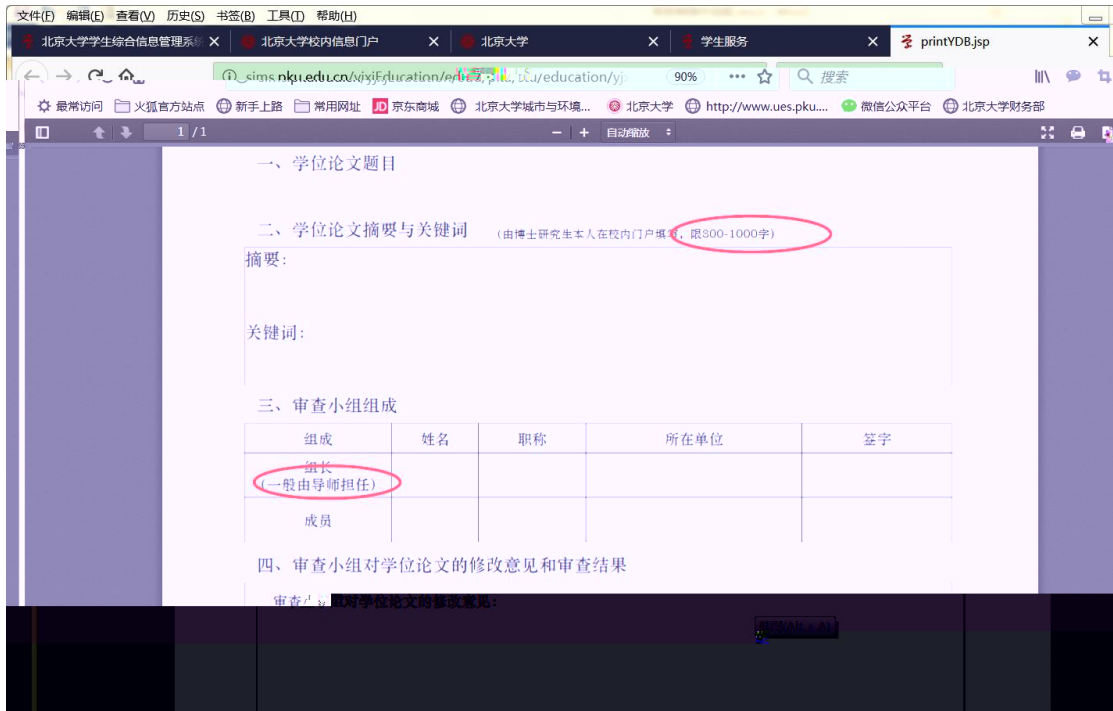 文件(F) 编辑(E) 查看(V) 历史(S) 书签(B) 工具(T) 帮助(H)
北京大学学生综合信息管理系统 × 北京大学校内信息门户 × 北京大学 × 学生服务 × printYDB.jsp ×
sims.pku.edu.cn/ 90% ··· 搜索
最常访问 火狐官方站点 新手上路 常用网址 JD 京东商城 北京大学城市与环境... 北京大学 http://www.ues.pku.... 微信公众平台 北京大学财务部
1 / 1 — + 自动缩放
一、学位论文题目
二、学位论文摘要与关键词 (由博士研究生本人在校内门户填写，限800-1000字)
摘要：
关键词：
三、审查小组组成
组成 姓名 职称 所在单位 签字
组长
(一般由导师担任)
成员
四、审查小组对学位论文的修改意见和审查结果
审查小组对学位论文的修改意见：